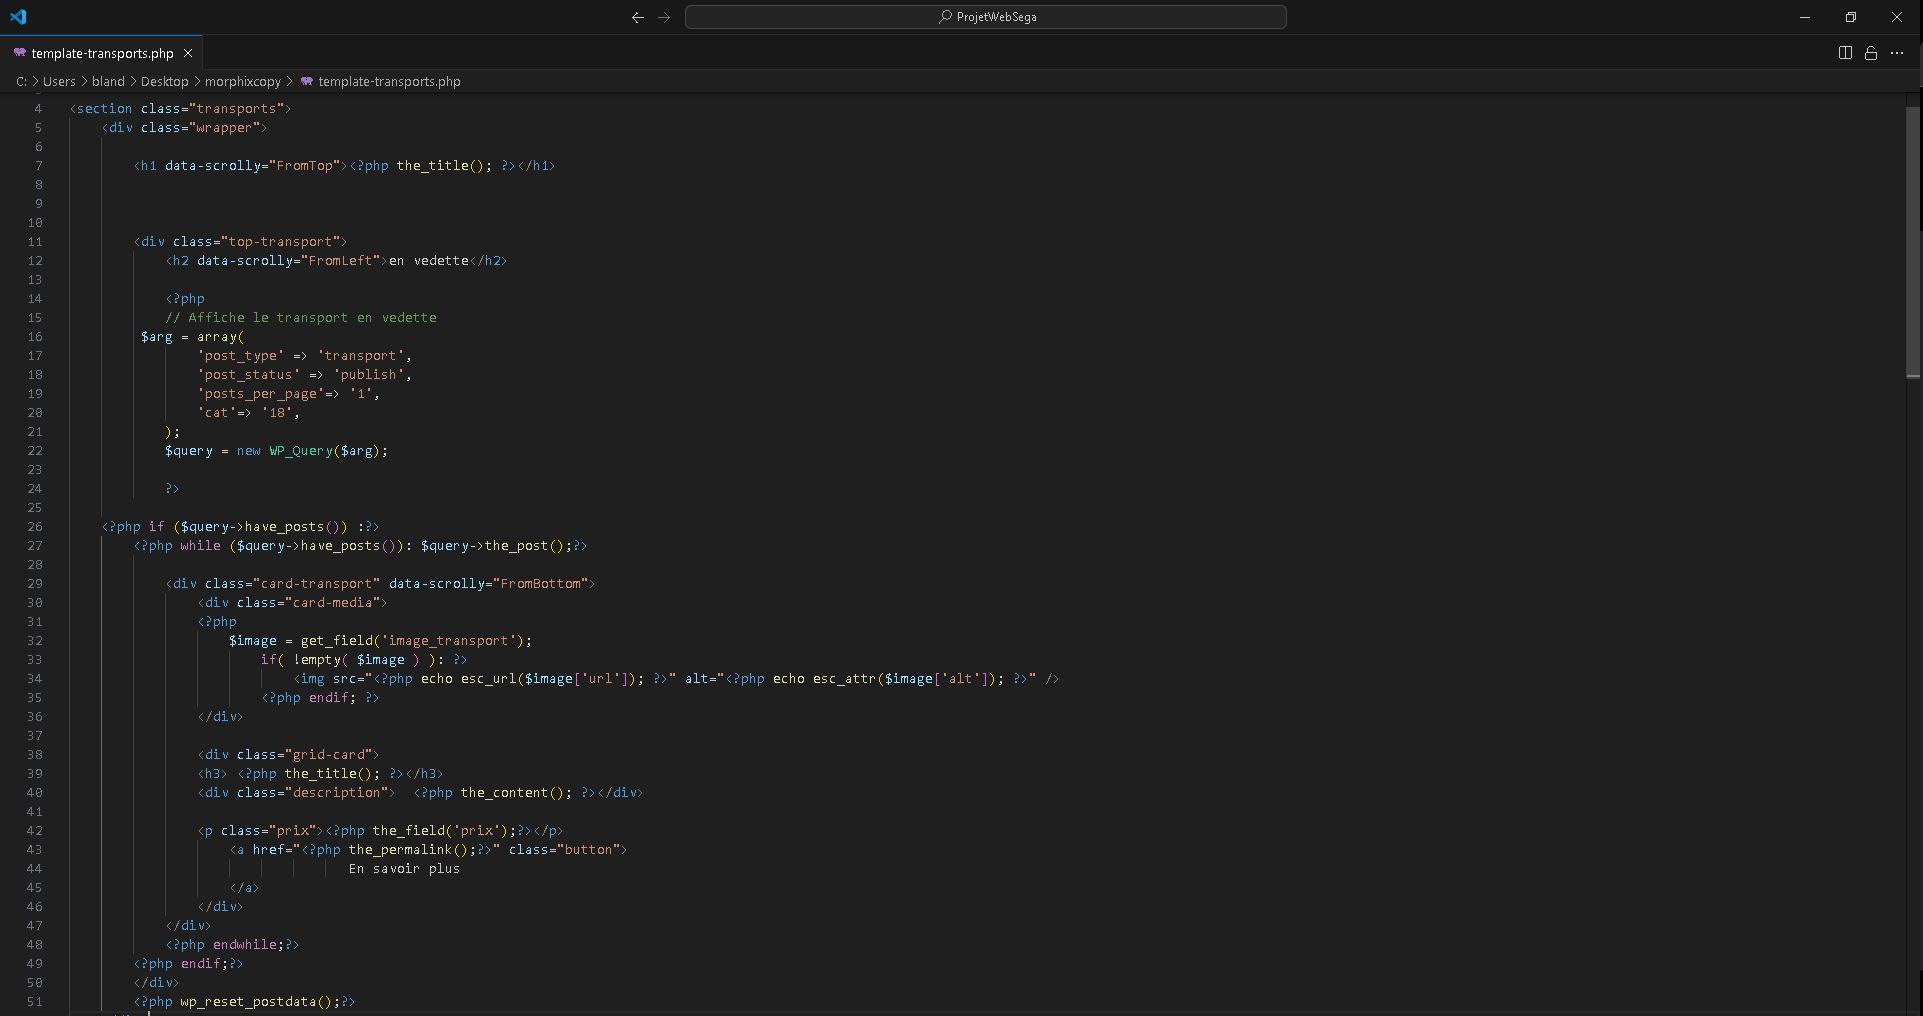 ProjetWebSega
template-transports.php
C: > Users > bland > Desktop > morphixcopy > template-transports.php
4 <section class="transports">
5 <div class="wrapper">
6
7 <h1 data-scrolly="FromTop"><?php the_title(); ?></h1>
8
9
10
11 <div class="top-transport">
12 <h2 data-scrolly="FromLeft">en vedette</h2>
13
14 <?php
15 // Affiche le transport en vedette
16 $arg = array(
17 'post_type' => 'transport',
18 'post_status' => 'publish',
19 'posts_per_page'=> '1',
20 'cat'=> '18',
21 );
22 $query = new WP_Query($arg);
23
24 ?>
25
26 <?php if ($query->have_posts()) :?>
27 <?php while ($query->have_posts()): $query->the_post();?>
28
29 <div class="card-transport" data-scrolly="FromBottom">
30 <div class="card-media">
31 <?php
32 $image = get_field('image_transport');
33 if( !empty( $image ) ): ?>
34 <img src="<?php echo esc_url($image['url']); ?>" alt="<?php echo esc_attr($image['alt']); ?>" />
35 <?php endif; ?>
36 </div>
37
38 <div class="grid-card">
39 <h3> <?php the_title(); ?></h3>
40 <div class="description"> <?php the_content(); ?></div>
41
42 <p class="prix"><?php the_field('prix');?></p>
43 <a href="<?php the_permalink();?>" class="button">
44 En savoir plus
45 </a>
46 </div>
47 </div>
48 <?php endwhile;?>
49 <?php endif;?>
50 </div>
51 <?php wp_reset_postdata();?>